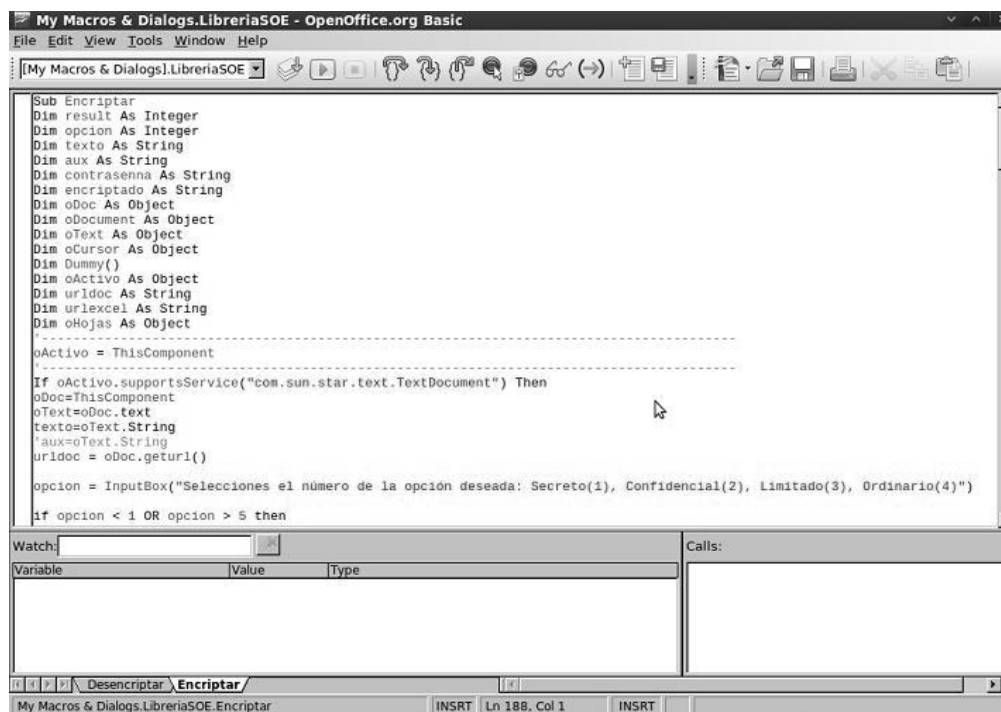 My Macros & Dialogs.LibreriaSOE - OpenOffice.org Basic
File Edit View Tools Window Help
[My Macros & Dialogs].LibreriaSOE
Sub Encriptar
Dim result As Integer
Dim opcion As Integer
Dim texto As String
Dim aux As String
Dim contrasenna As String
Dim encriptado As String
Dim oDoc As Object
Dim oDocument As Object
Dim oText As Object
Dim oCursor As Object
Dim Dummy()
Dim oActivo As Object
Dim urldoc As String
Dim urlexcel As String
Dim oHojas As Object
'-------------------------------------------------------------------------------------
oActivo = ThisComponent
'-------------------------------------------------------------------------------------
If oActivo.supportsService("com.sun.star.text.TextDocument") Then
oDoc=ThisComponent
oText=oDoc.text
texto=oText.String
'aux=oText.String
urldoc = oDoc.geturl()
opcion = InputBox("Selecciones el número de la opción deseada: Secreto(1), Confidencial(2), Limitado(3), Ordinario(4)")
if opcion < 1 OR opcion > 5 then
Watch:
Calls:
Variable Value Type
Desencriptar Encriptar
My Macros & Dialogs.LibreriaSOE.Encriptar INSRT Ln 188, Col 1 INSRT